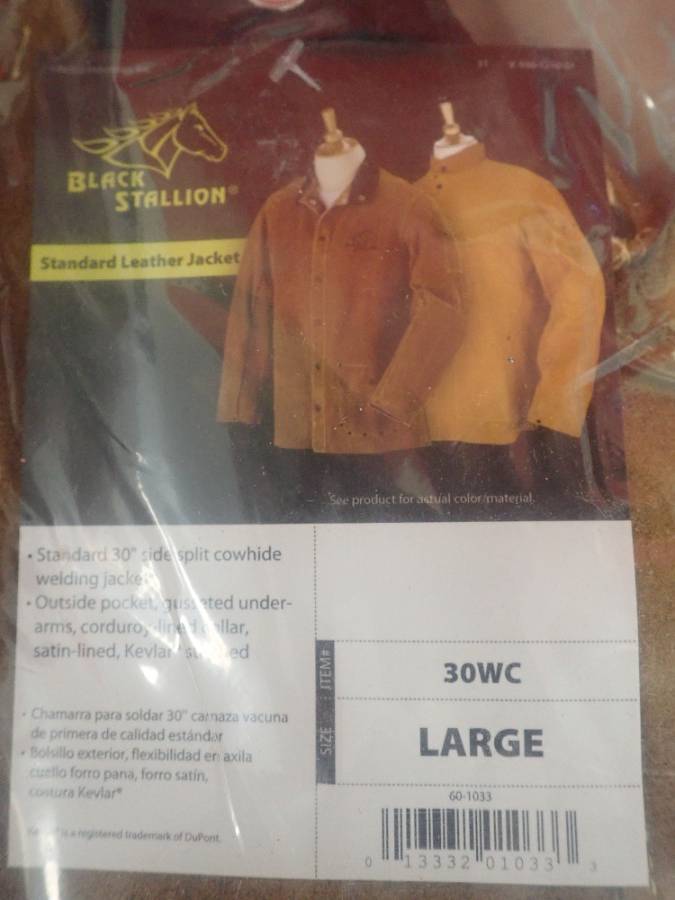 BLACK
STALLION®
Standard Leather Jacket
See product for actual color/material.
• Standard 30" side split cowhide
welding jacket
• Outside pocket, gusseted under-
arms, corduroy-lined collar,
satin-lined, Kevlar®
• Chamarra para soldar 30" carnaza vacuna
de primera de calidad estándar
• Bolsillo exterior, flexibilidad en axila
cuello forro pana, forro satín,
costura Kevlar®
Kevlar® is a registered trademark of DuPont.
ITEM#
30WC
SIZE
LARGE
60-1033
0 13332 01033 3